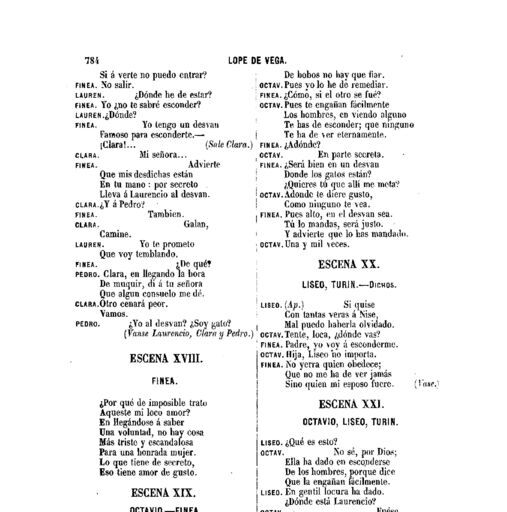 784
LOPE DE VEGA.
Si á verte no puedo entrar?
FINEA. No salir.
LAUREN. ¿Dónde he de estar?
FINEA. Yo ¿no te sabré esconder?
LAUREN. ¿Dónde?
FINEA. Yo tengo un desvan
Famoso para esconderte.—
¡Clara!... (Sale Clara.)
CLARA. Mi señora...
FINEA. Advierte
Que mis desdichas están
En tu mano: por secreto
Lleva á Laurencio al desvan.
CLARA. ¿Y á Pedro?
FINEA. Tambien.
CLARA. Galan,
Camine.
LAUREN. Yo te prometo
Que voy temblando.
FINEA. ¿De qué?
PEDRO. Clara, en llegando la hora
De muquir, di á tu señora
Que algun consuelo me dé.
CLARA. Otro cenará peor.
Vamos.
PEDRO. ¿Yo al desvan? ¿Soy gato?
(Vanse Laurencio, Clara y Pedro.)
ESCENA XVIII.
FINEA.
¿Por qué de imposible trato
Aqueste mi loco amor?
En llegándose á saber
Una voluntad, no hay cosa
Más triste y escandalosa
Para una honrada mujer.
Lo que tiene de secreto,
Eso tiene amor de gusto.
ESCENA XIX.
OCTAVIO.—FINEA
De bobos no hay que fiar.
OCTAV. Pues yo lo he de remediar.
FINEA. ¿Cómo, si el otro se fué?
OCTAV. Pues te engañan fácilmente
Los hombres, en viendo alguno
Te has de esconder; que ninguno
Te ha de ver eternamente.
FINEA. ¿Adónde?
OCTAV. En parte secreta.
FINEA. ¿Será bien en un desvan
Donde los gatos están?
¿Quieres tú que allí me meta?
OCTAV. Adonde te diere gusto,
Como ninguno te vea.
FINEA. Pues alto, en el desvan sea.
Tú lo mandas, será justo.
Y advierte que lo has mandado.
OCTAV. Una y mil veces.
ESCENA XX.
LISEO, TURIN.—DICHOS.
LISEO. (Ap.) Si quise
Con tantas veras á Nise,
Mal puedo haberla olvidado.
OCTAV. Tente, loca, ¿dónde vas?
FINEA. Padre, yo voy á esconderme.
OCTAV. Hija, Liseo no importa.
FINEA. No yerra quien obedece;
Que no me ha de ver jamás
Sino quien mi esposo fuere. (Vase.)
ESCENA XXI.
OCTAVIO, LISEO, TURIN.
LISEO. ¿Qué es esto?
OCTAV. No sé, por Dios;
Ella ha dado en esconderse
De los hombres, porque dice
Que la engañan fácilmente.
LISEO. En gentil locura ha dado.
¿Dónde está Laurencio?
OCTAV.